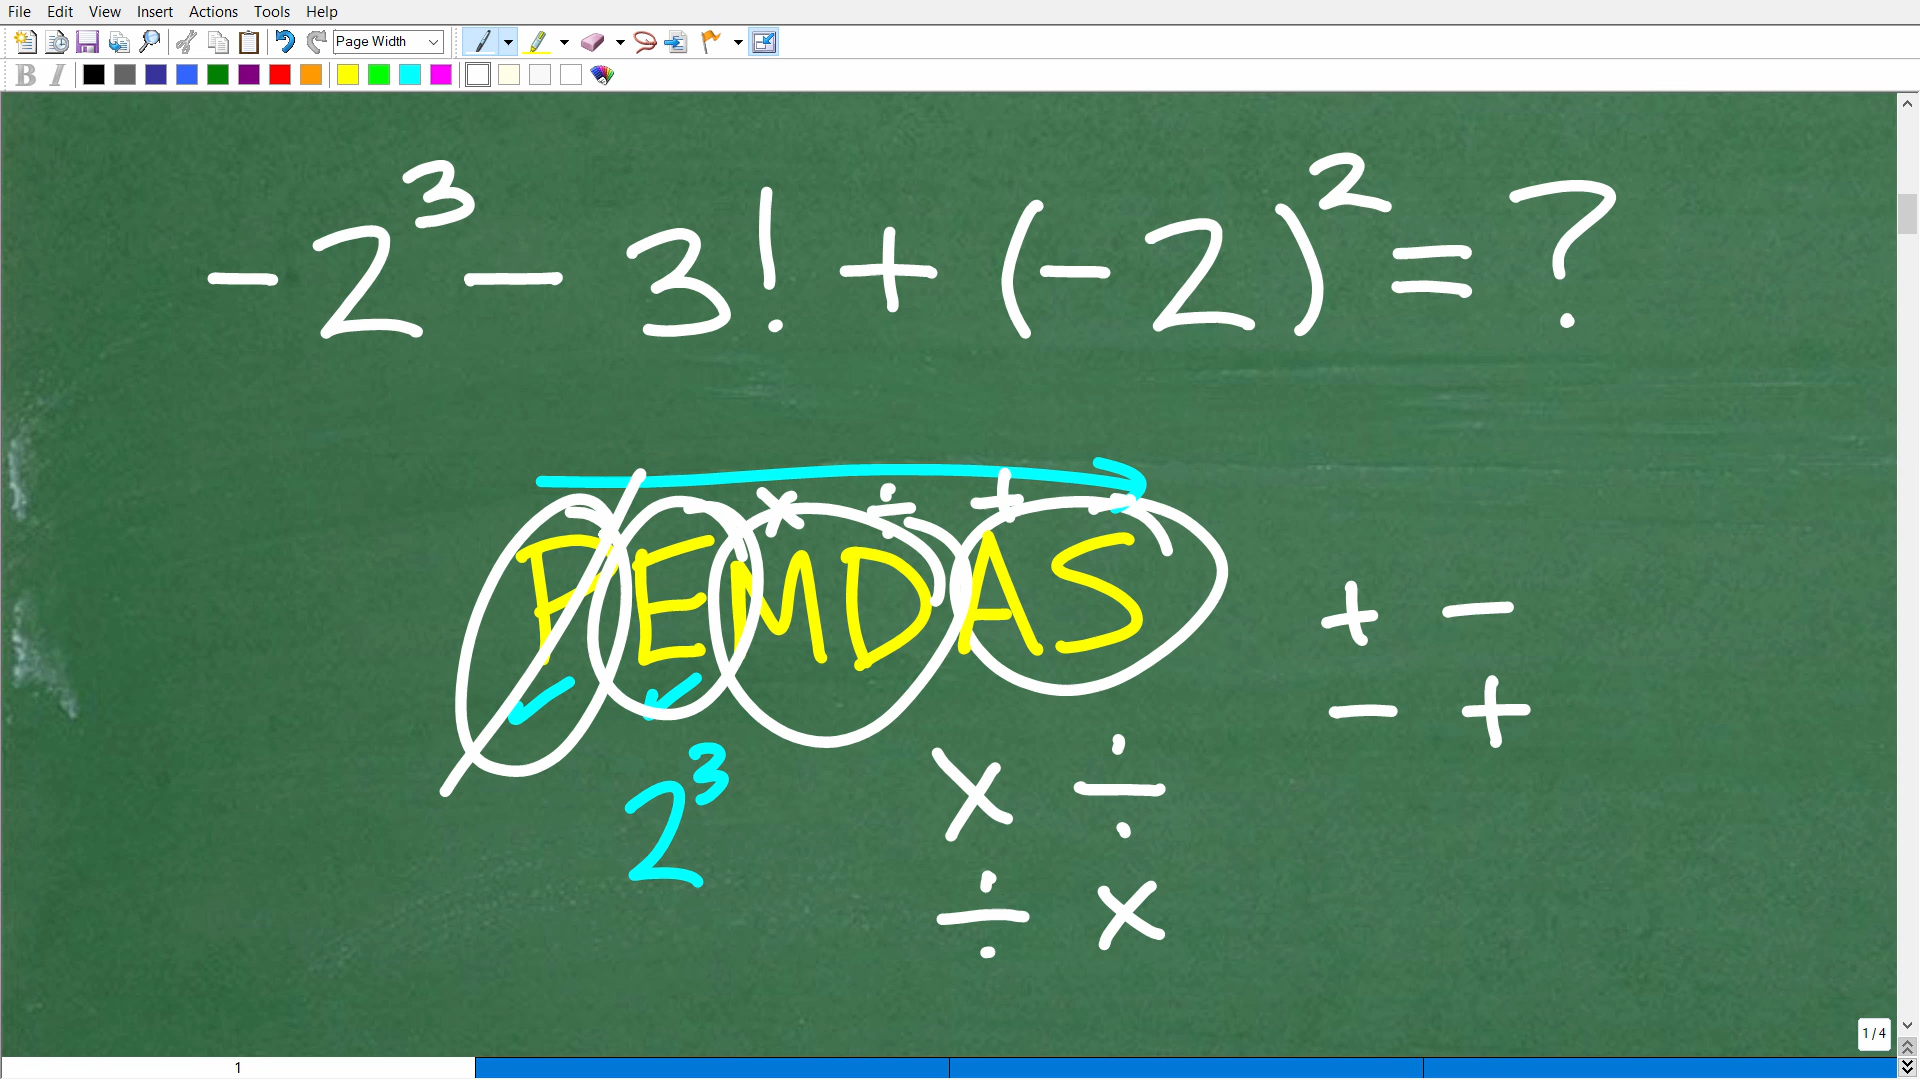 File Edit View Insert Actions Tools Help
Page Width
B I
-2³ - 3! + (-2)² = ?
× ÷ + -
PEMDAS
+ -
- +
2³
× ÷
÷ ×
1 / 4
1